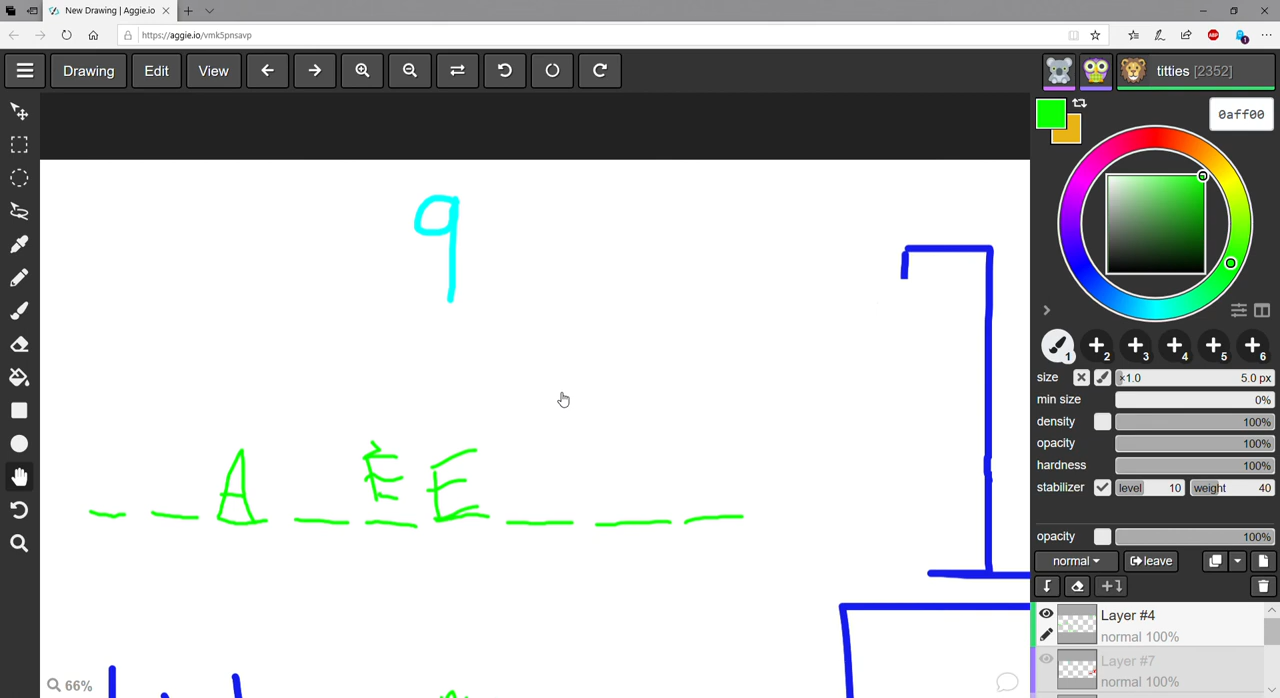 New Drawing | Aggie.io
https://aggie.io/vmk5pnsavp
Drawing Edit View
titties [2352]
0aff00
9
1 2 3 4 5 6
size ×1.0 5.0 px
min size 0%
density 100%
opacity 100%
hardness 100%
stabilizer level 10 weight 40
A E E
opacity 100%
normal leave
Layer #4
normal 100%
Layer #7
normal 100%
66%